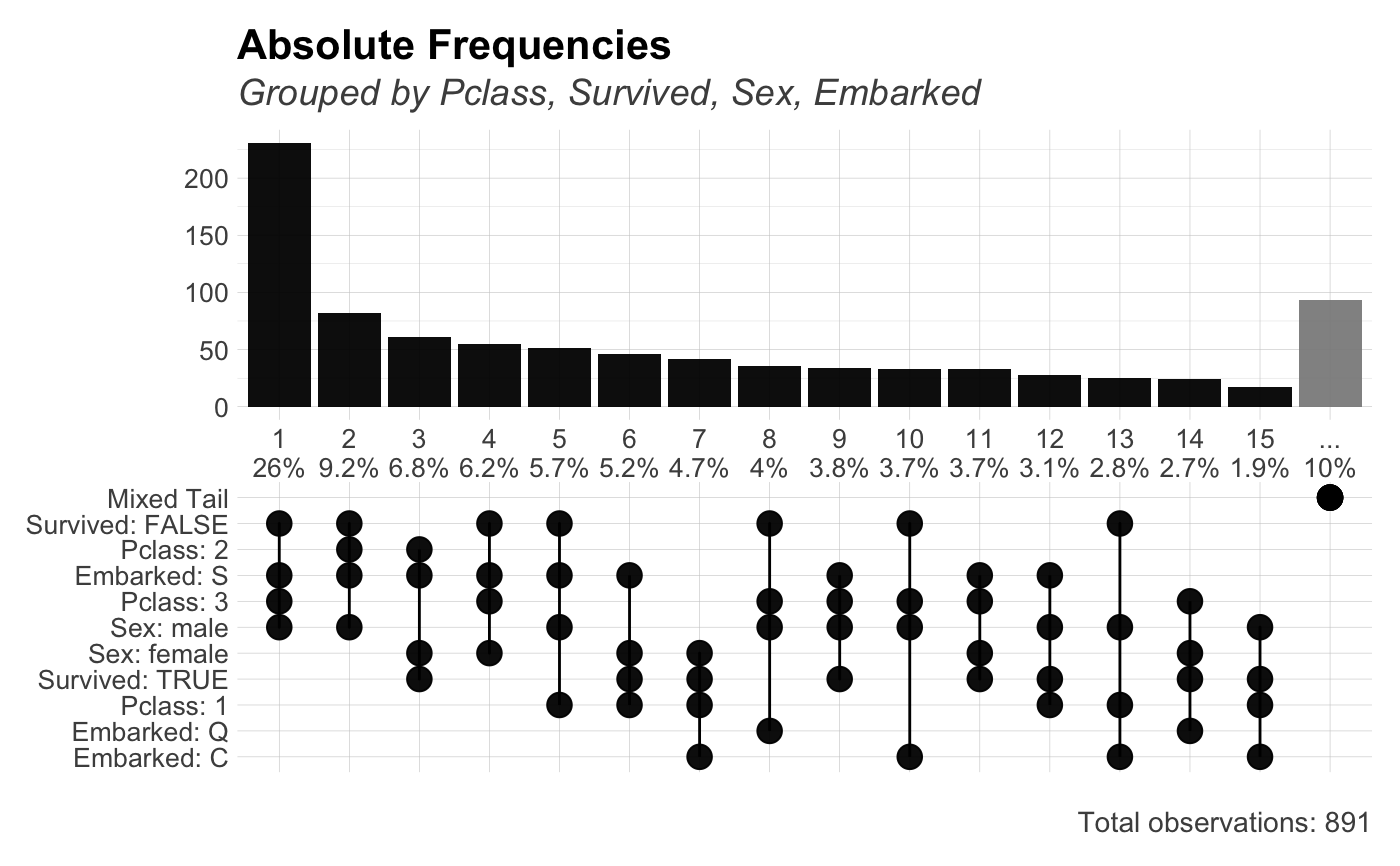 Absolute Frequencies
Grouped by Pclass, Survived, Sex, Embarked
200
150
100
50
0
1 2 3 4 5 6 7 8 9 10 11 12 13 14 15 ...
26% 9.2% 6.8% 6.2% 5.7% 5.2% 4.7% 4% 3.8% 3.7% 3.7% 3.1% 2.8% 2.7% 1.9% 10%
Mixed Tail
Survived: FALSE
Pclass: 2
Embarked: S
Pclass: 3
Sex: male
Sex: female
Survived: TRUE
Pclass: 1
Embarked: Q
Embarked: C
Total observations: 891